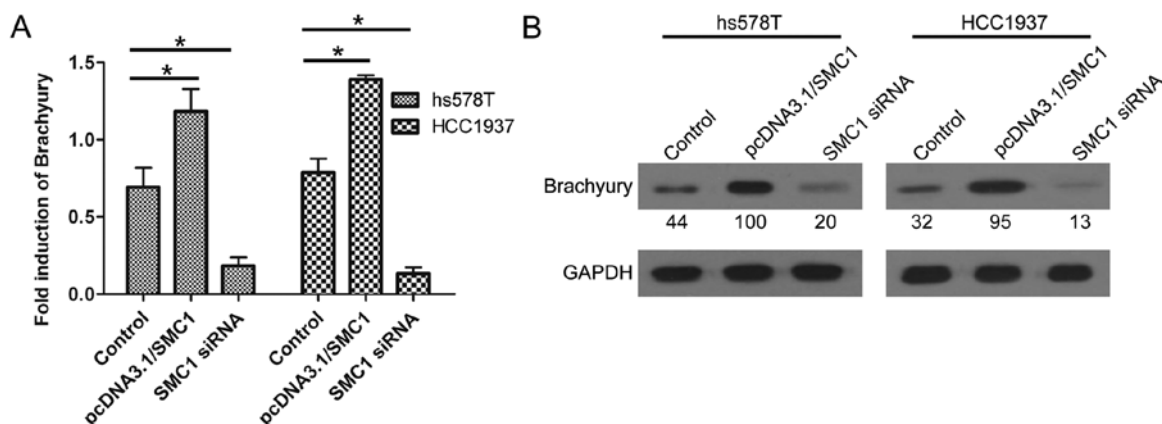 A
Fold induction of Brachyury
1.5
1.0
0.5
0.0
*
*
*
*
hs578T
HCC1937
Control
pcDNA3.1/SMC1
SMC1 siRNA
Control
pcDNA3.1/SMC1
SMC1 siRNA
B
hs578T HCC1937
Control pcDNA3.1/SMC1 SMC1 siRNA Control pcDNA3.1/SMC1 SMC1 siRNA
Brachyury
44 100 20 32 95 13
GAPDH